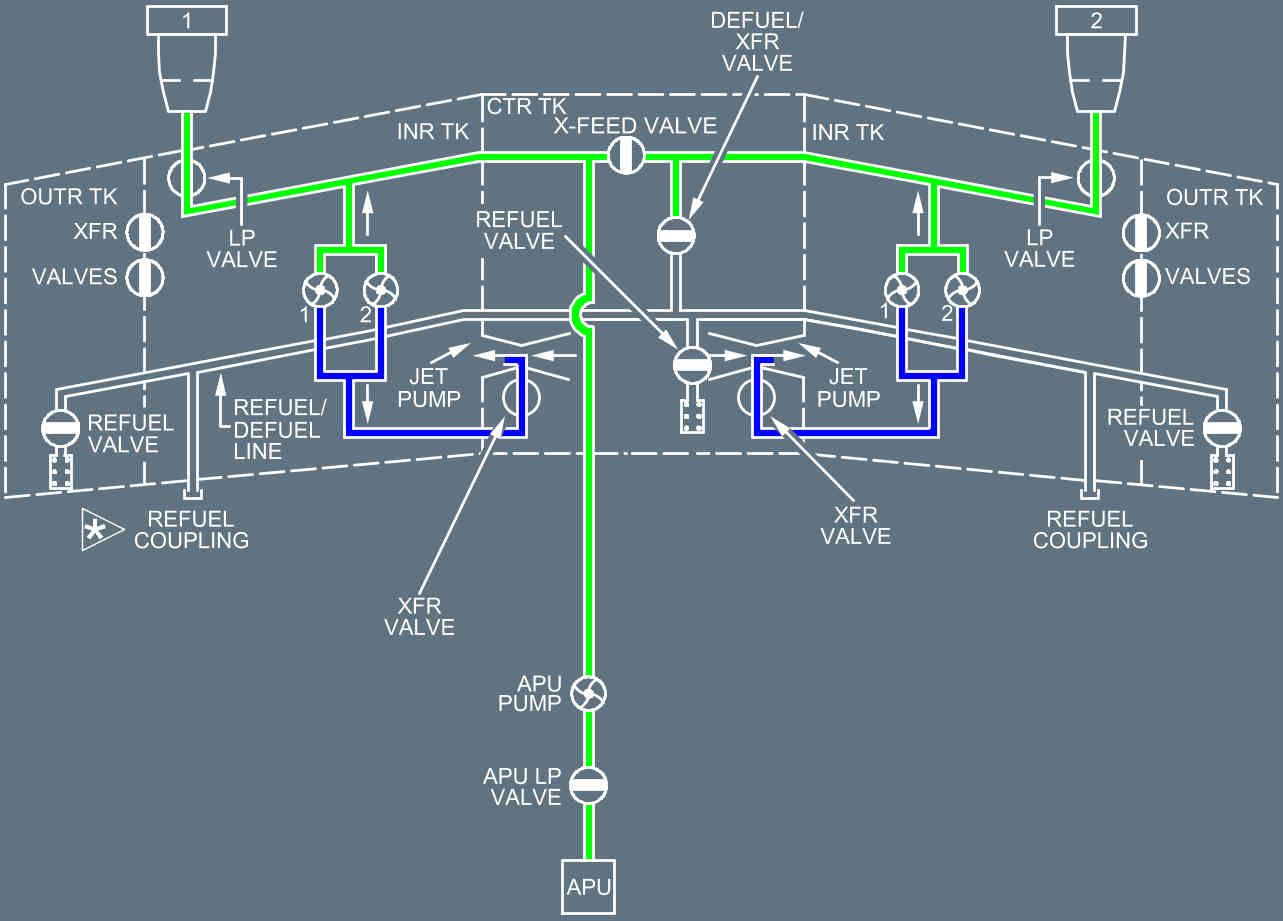 1
2
DEFUEL/
XFR
VALVE
CTR TK
X-FEED VALVE
INR TK
INR TK
OUTR TK
OUTR TK
XFR
VALVES
XFR
VALVES
LP
VALVE
LP
VALVE
REFUEL
VALVE
1
2
1
2
JET
PUMP
JET
PUMP
REFUEL
VALVE
REFUEL/
DEFUEL
LINE
REFUEL
VALVE
*
REFUEL
COUPLING
XFR
VALVE
REFUEL
COUPLING
XFR
VALVE
APU
PUMP
APU LP
VALVE
APU